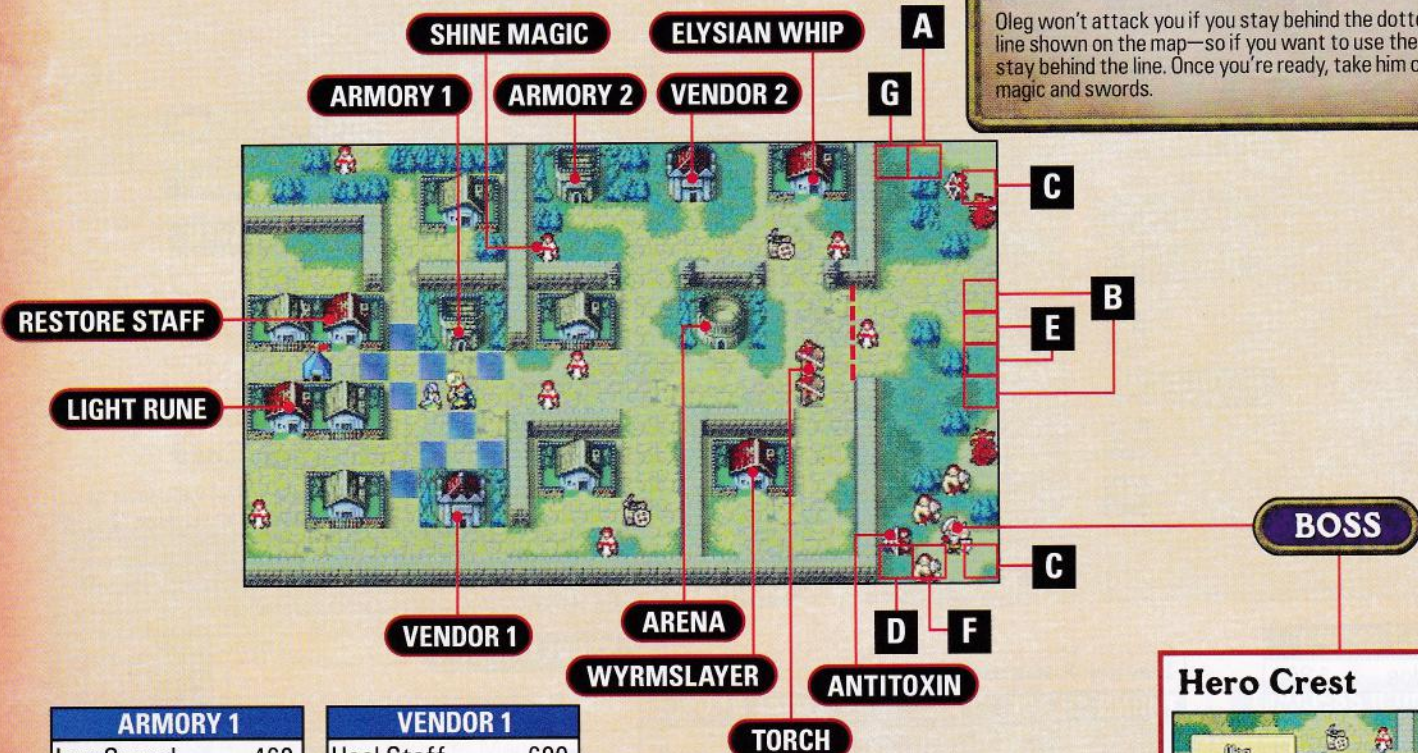 Oleg won't attack you if you stay behind the
line shown on the map—so if you want to use the
stay behind the line. Once you're ready, take him
magic and swords.
A
SHINE MAGIC
ELYSIAN WHIP
ARMORY 1
ARMORY 2
VENDOR 2
G
C
B
RESTORE STAFF
E
LIGHT RUNE
BOSS
C
VENDOR 1
ARENA
D
F
WYRMSLAYER
ANTITOXIN
Hero Crest
TORCH
ARMORY 1
VENDOR 1